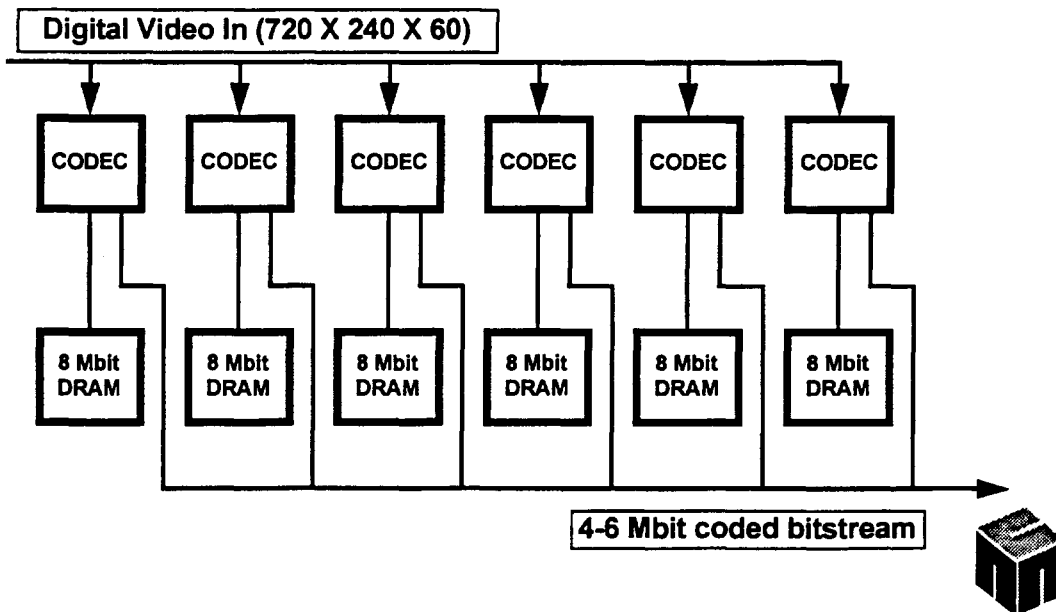 Digital Video In (720 X 240 X 60)
CODEC
CODEC
CODEC
CODEC
CODEC
CODEC
8 Mbit
DRAM
8 Mbit
DRAM
8 Mbit
DRAM
8 Mbit
DRAM
8 Mbit
DRAM
8 Mbit
DRAM
4-6 Mbit coded bitstream